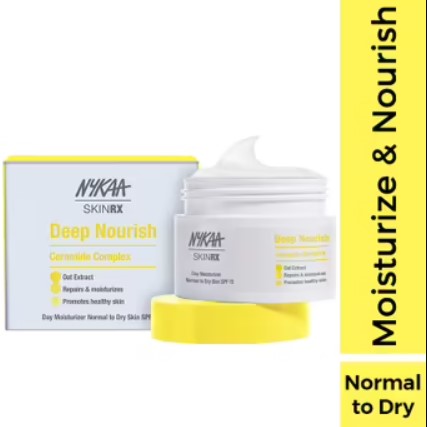 NYKAA
SKINRX
Deep Nourish
Ceramide Complex
Oat Extract
Repairs & moisturizes
Promotes healthy skin
Day Moisturizer Normal to Dry Skin SPF
NYKAA
SKINRX
Day Moisturizer
Normal to Dry Skin SPF 15
Deep Nourish
Oat Extract
Repairs & moisturizes
Promotes healthy skin
Moisturize & Nourish
Normal
to Dry